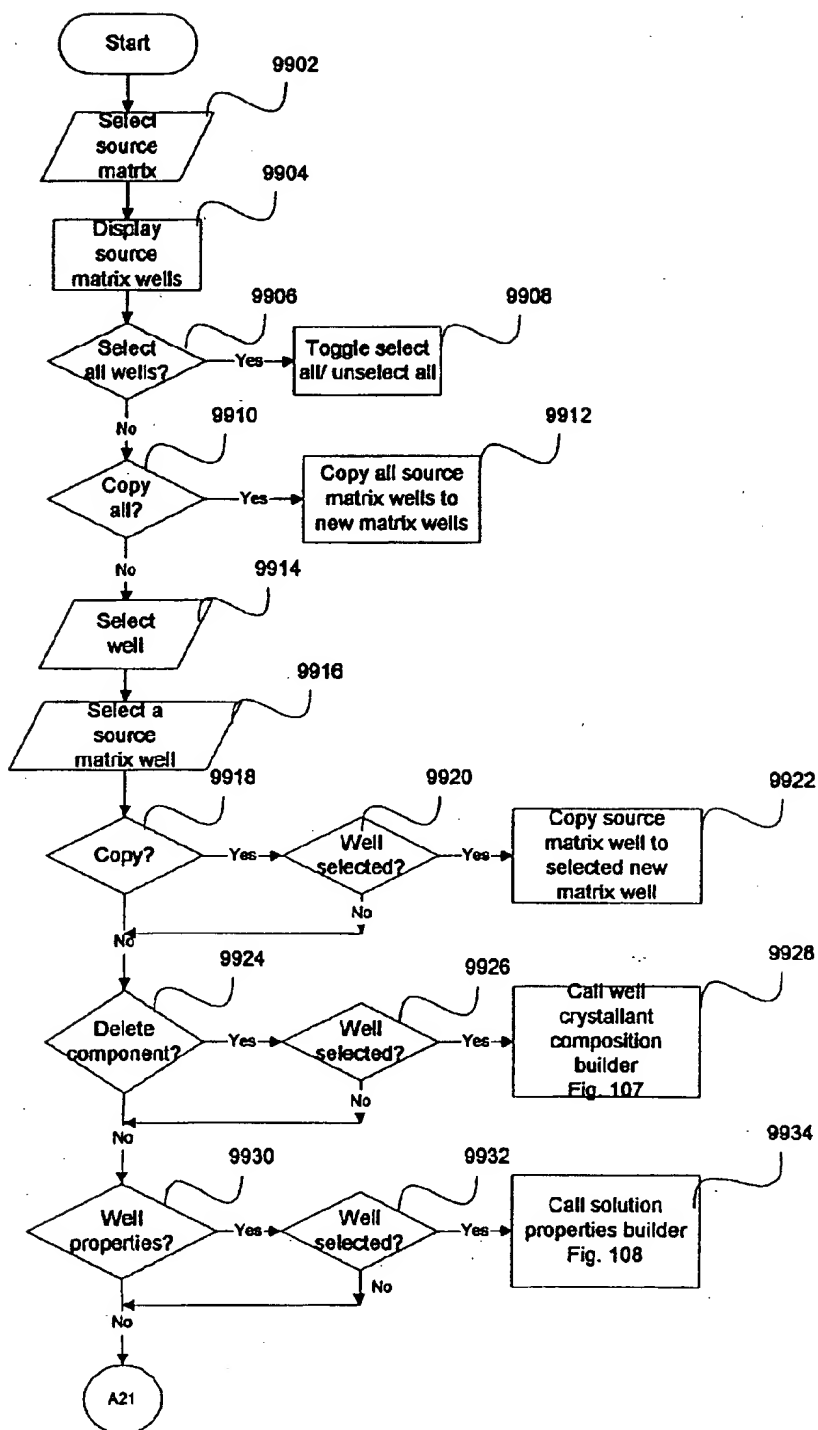 Start
9902
Select
source
matrix
9904
Display
source
matrix wells
9906
9908
Select
all wells?
Yes
Toggle select
all/ unselect all
No
9910
9912
Copy
all?
Yes
Copy all source
matrix wells to
new matrix wells
No
9914
Select
well
9916
Select a
source
matrix well
9918
9920
9922
Copy?
Yes
Well
selected?
Yes
Copy source
matrix well to
selected new
matrix well
No
No
9924
9926
9928
Delete
component?
Yes
Well
selected?
Yes
Call well
crystallant
composition
builder
Fig. 107
No
No
9930
9932
9934
Well
properties?
Yes
Well
selected?
Yes
Call solution
properties builder
Fig. 108
No
No
A21